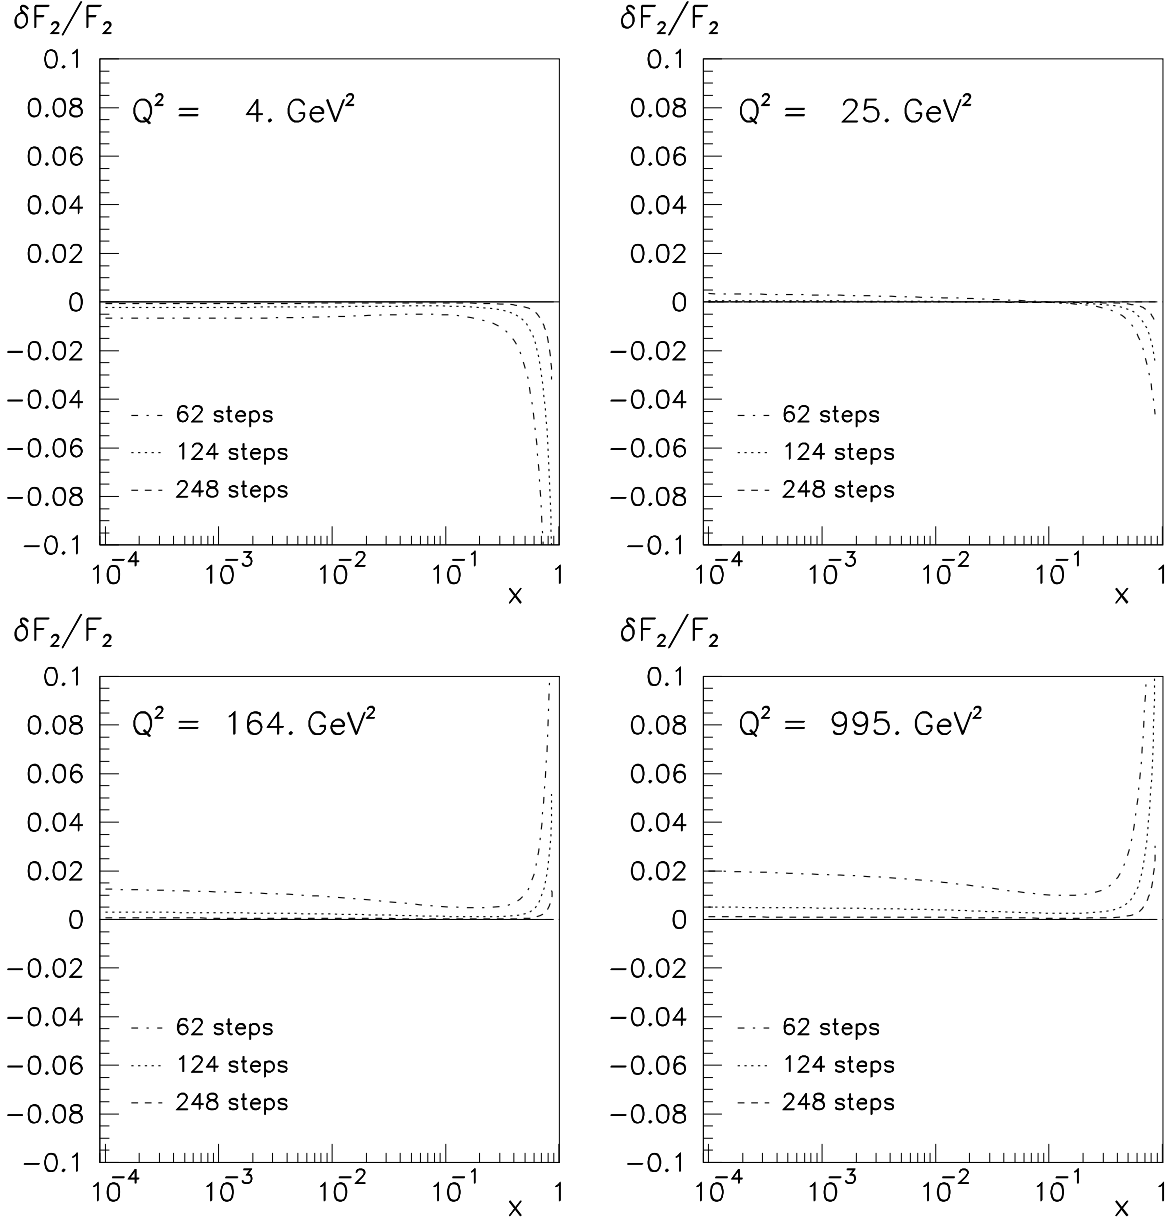 δF₂/F₂
0.1
0.08
0.06
0.04
0.02
0
−0.02
−0.04
−0.06
−0.08
−0.1
Q² = 4. GeV²
62 steps
124 steps
248 steps
10⁻⁴ 10⁻³ 10⁻² 10⁻¹ 1
x
δF₂/F₂
0.1
0.08
0.06
0.04
0.02
0
−0.02
−0.04
−0.06
−0.08
−0.1
Q² = 25. GeV²
62 steps
124 steps
248 steps
10⁻⁴ 10⁻³ 10⁻² 10⁻¹ 1
x
δF₂/F₂
0.1
0.08
0.06
0.04
0.02
0
−0.02
−0.04
−0.06
−0.08
−0.1
Q² = 164. GeV²
62 steps
124 steps
248 steps
10⁻⁴ 10⁻³ 10⁻² 10⁻¹ 1
x
δF₂/F₂
0.1
0.08
0.06
0.04
0.02
0
−0.02
−0.04
−0.06
−0.08
−0.1
Q² = 995. GeV²
62 steps
124 steps
248 steps
10⁻⁴ 10⁻³ 10⁻² 10⁻¹ 1
x